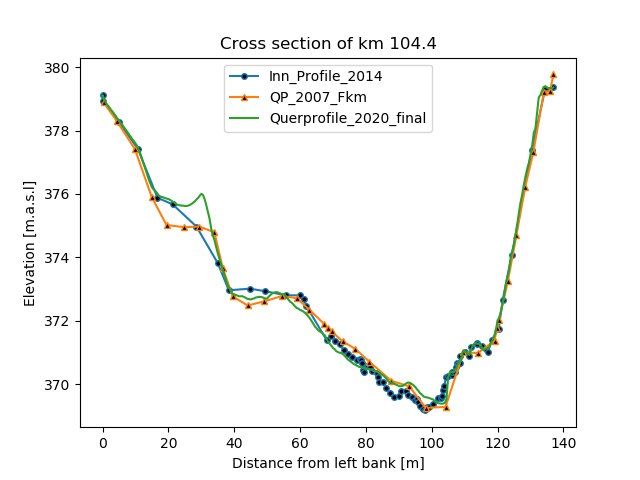 Cross section of km 104.4
Inn_Profile_2014
QP_2007_Fkm
Querprofile_2020_final
Elevation [m.a.s.l]
380
378
376
374
372
370
0 20 40 60 80 100 120 140
Distance from left bank [m]